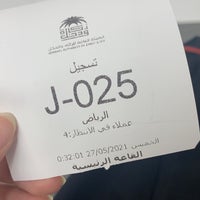 تسجيل
J-025
الرياض
عملاء في الانتظار:4
الخميس 27/05/2021 0:32:01
القاعة الرئيسية